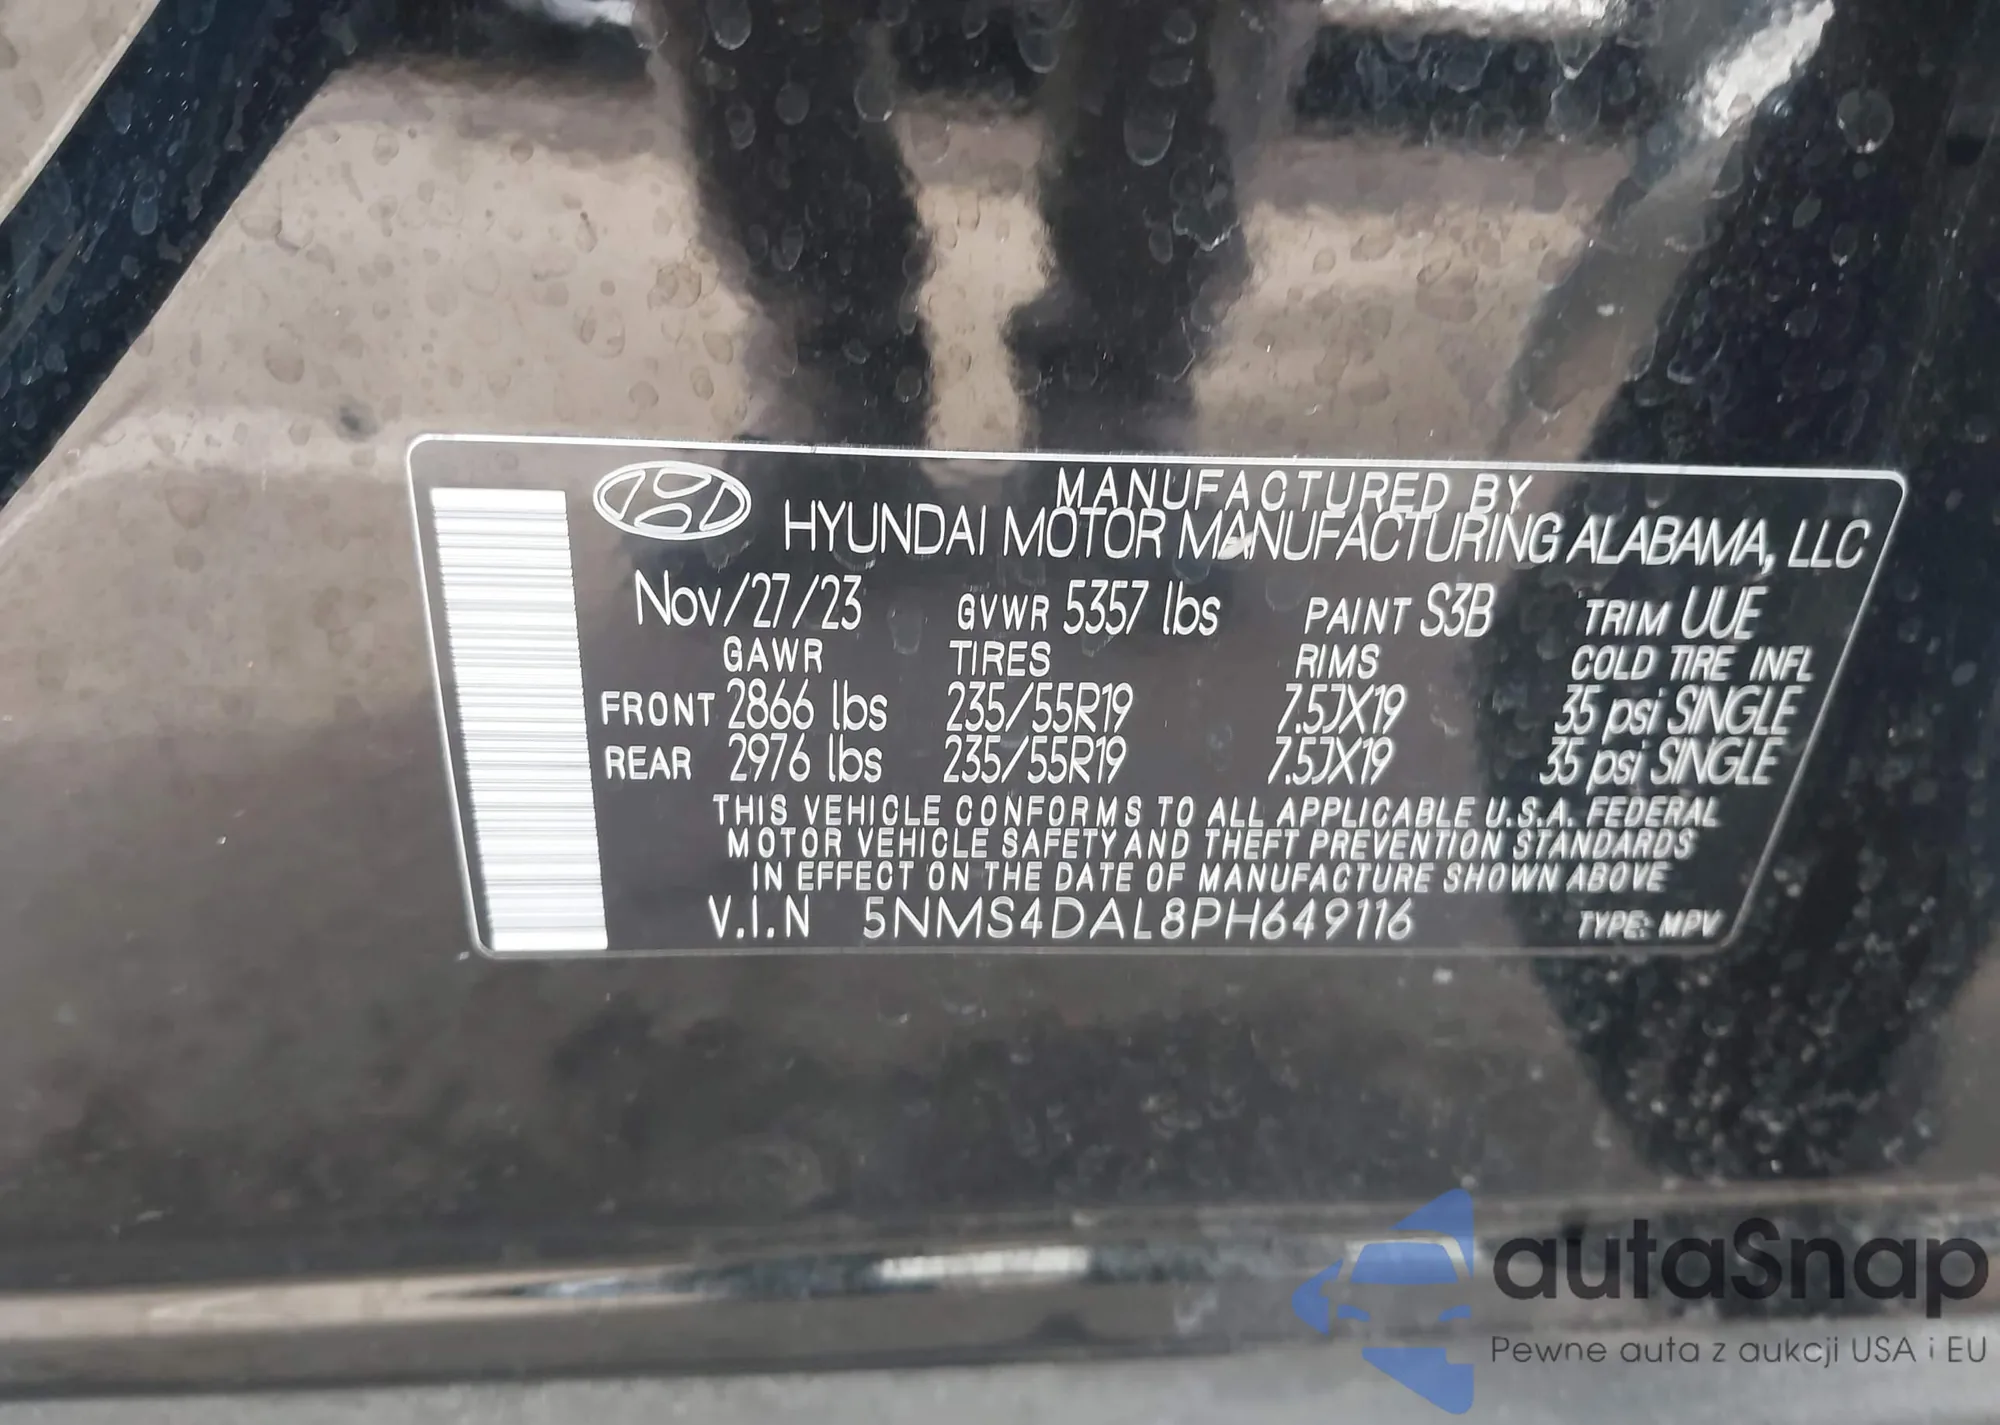 MANUFACTURED BY
HYUNDAI MOTOR MANUFACTURING ALABAMA, LLC
Nov/27/23 GVWR 5357 lbs PAINT S3B TRIM UUE
GAWR TIRES RIMS COLD TIRE INFL
FRONT 2866 lbs 235/55R19 7.5JX19 35 psi SINGLE
REAR 2976 lbs 235/55R19 7.5JX19 35 psi SINGLE
THIS VEHICLE CONFORMS TO ALL APPLICABLE U.S.A. FEDERAL
MOTOR VEHICLE SAFETY AND THEFT PREVENTION STANDARDS
IN EFFECT ON THE DATE OF MANUFACTURE SHOWN ABOVE
V.I.N 5NMS4DAL8PH649116 TYPE: MPV
autaSnap
Pewne auta z aukcji USA i EU